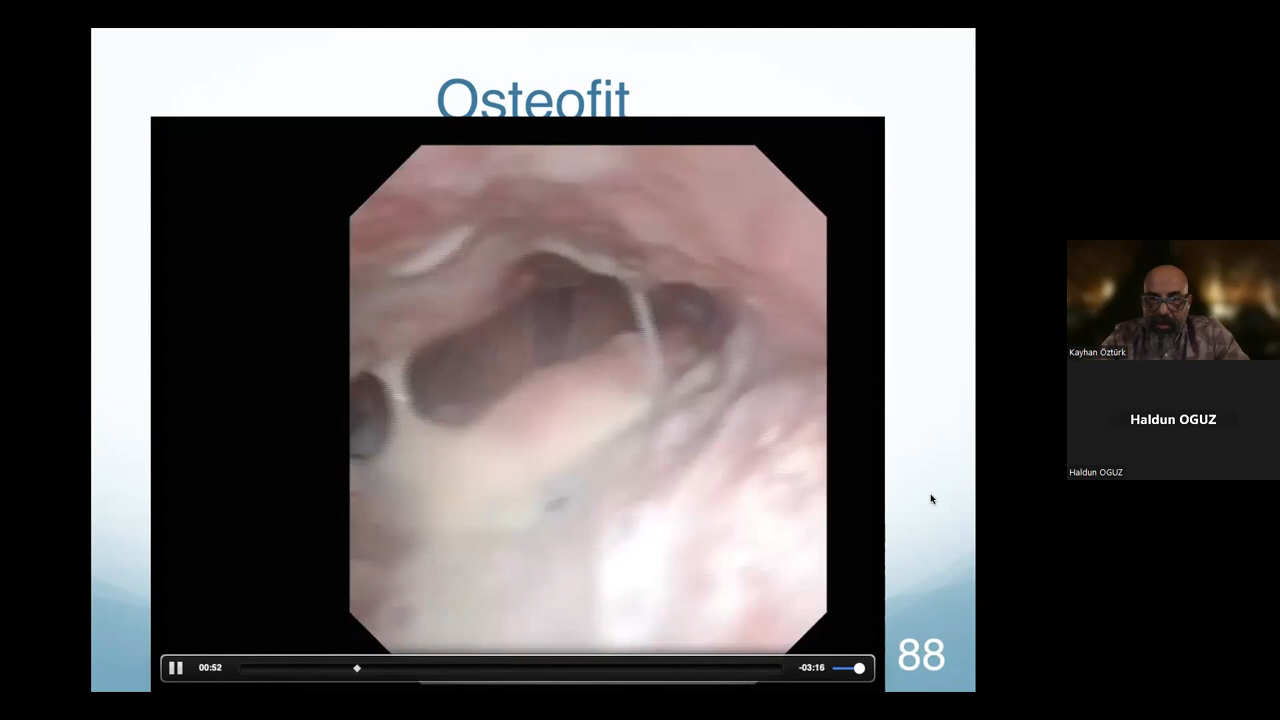 Osteofit
Kayhan Öztürk
Haldun OGUZ
Haldun OGUZ
00:52
-03:16
88